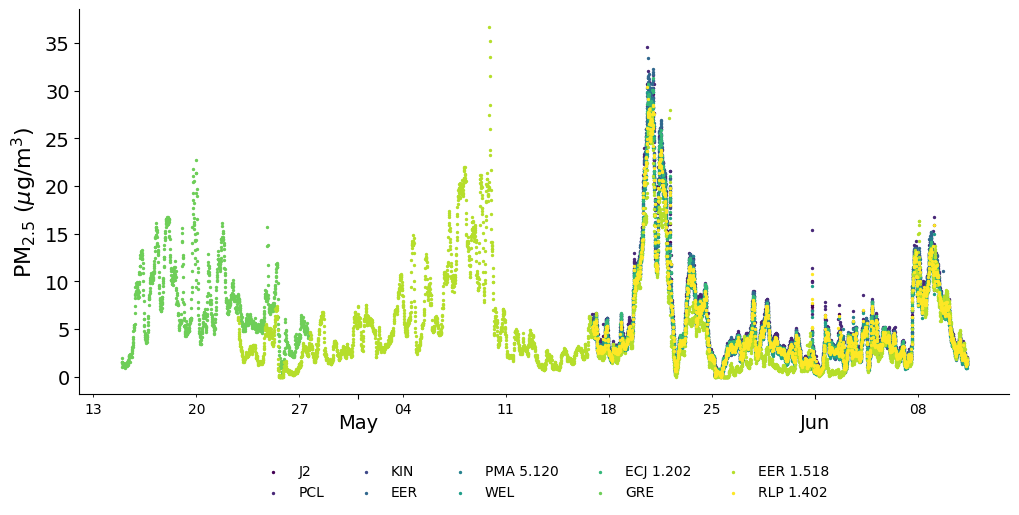 35
30
25
20
15
10
5
0
PM2.5 (μg/m3)
13 20 27 04 11 18 25 08
May Jun
J2 KIN PMA 5.120 ECJ 1.202 EER 1.518
PCL EER WEL GRE RLP 1.402